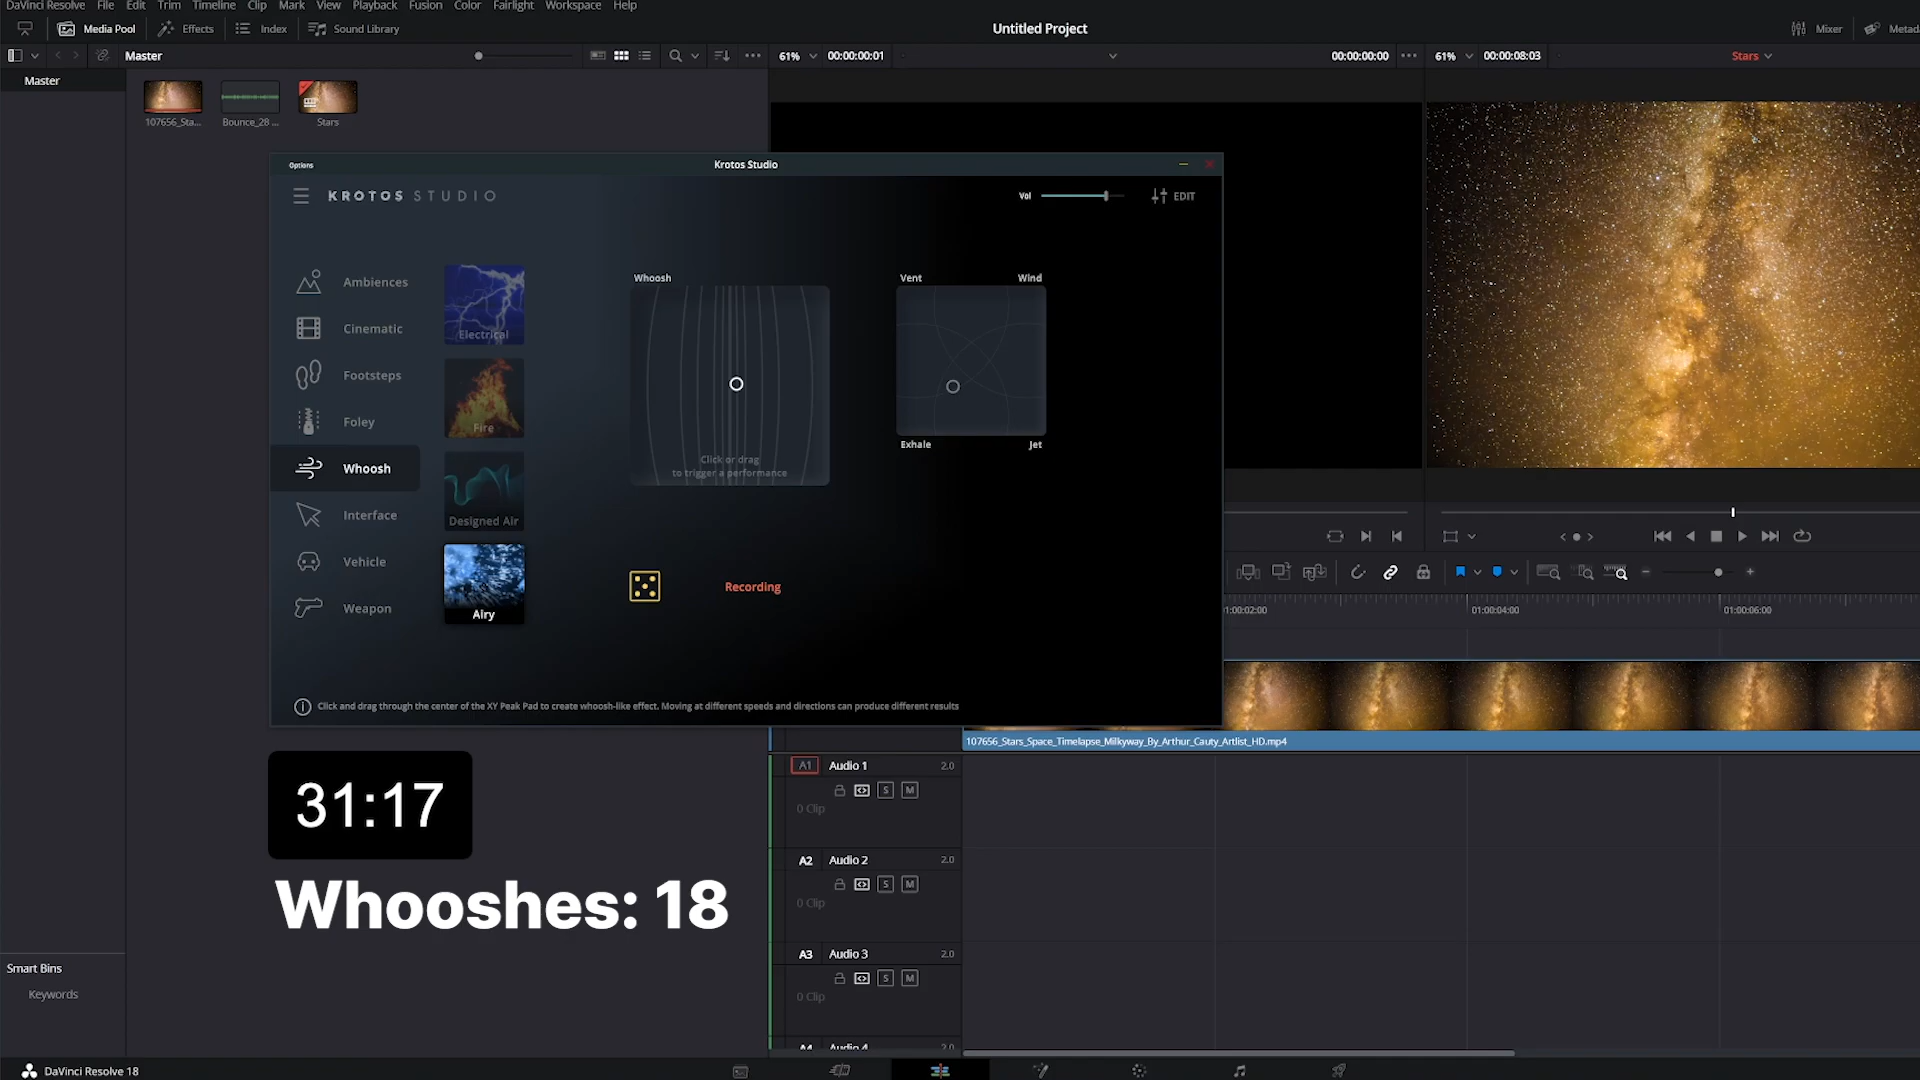 DaVinci Resolve File Edit Trim Timeline Clip Mark View Playback Fusion Color Fairlight Workspace Help
Media Pool Effects Index Sound Library
Untitled Project
Mixer
Master
61% 00:00:00:01
00:00:00:00
61% 00:00:08:03
Stars
Master
107656_Sta...
Bounce_28 ...
Stars
Options
Krotos Studio
KROTOS STUDIO
Vol
EDIT
Ambiences
Cinematic
Footsteps
Foley
Whoosh
Interface
Vehicle
Weapon
Electrical
Fire
Designed Air
Airy
Whoosh
Click or drag
to trigger a performance
Vent Wind
Exhale Jet
Recording
Click and drag through the center of the XY Peak Pad to create whoosh-like effect. Moving at different speeds and directions can produce different results
01:00:04:00
01:00:06:00
107656_Stars_Space_Timelapse_Milkyway_By_Arthur_Cauty_Artlist_HD.mp4
A1 Audio 1 2.0
S M
0 Clip
A2 Audio 2 2.0
S M
0 Clip
A3 Audio 3 2.0
S M
0 Clip
A4 Audio 4 2.0
31:17
Whooshes: 18
Smart Bins
Keywords
DaVinci Resolve 18